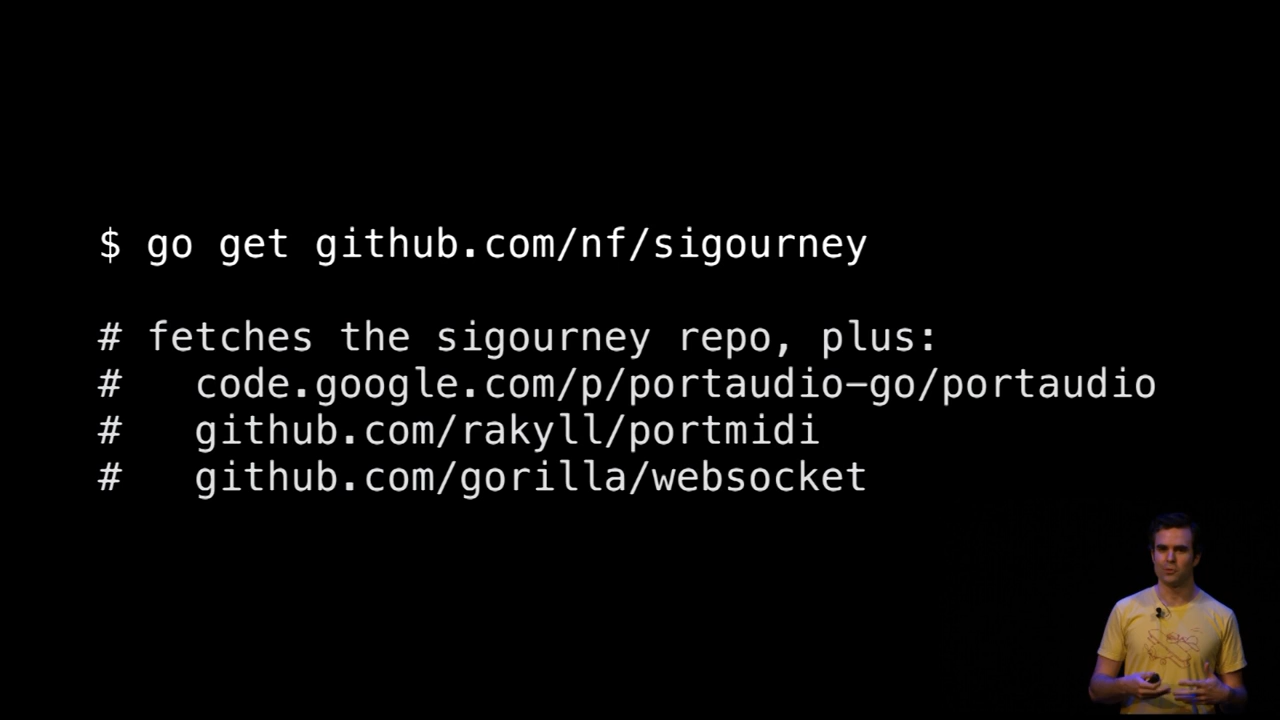 $ go get github.com/nf/sigourney
# fetches the sigourney repo, plus:
#   code.google.com/p/portaudio-go/portaudio
#   github.com/rakyll/portmidi
#   github.com/gorilla/websocket